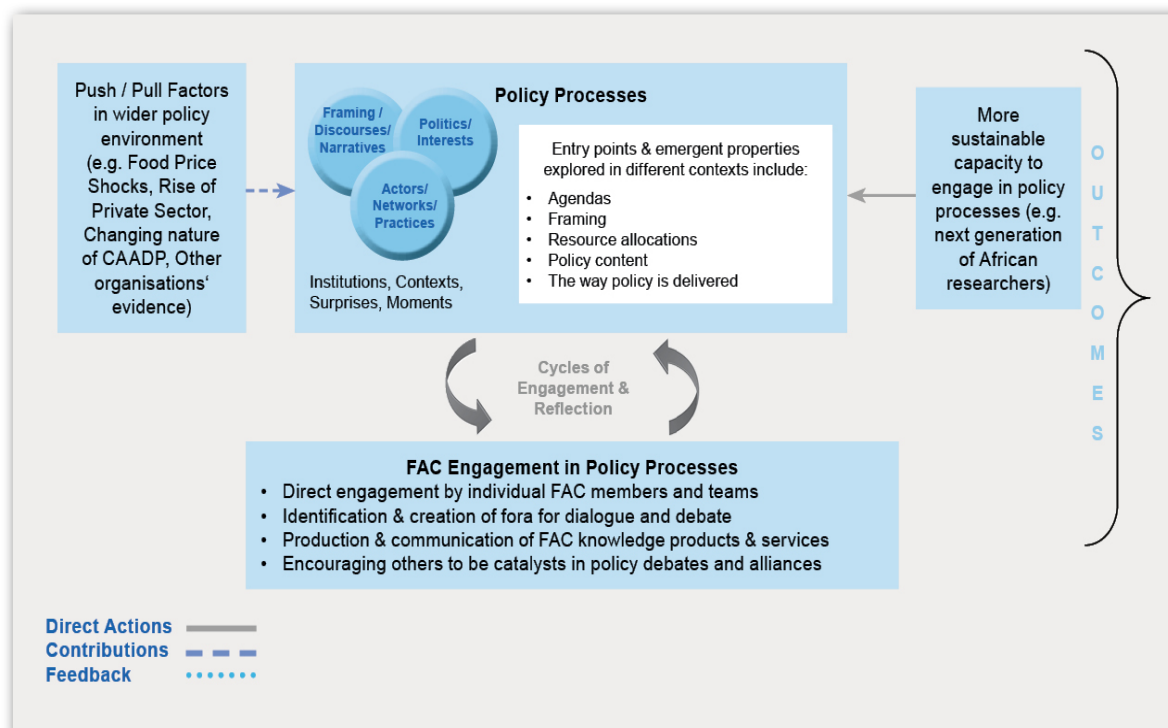 Push / Pull Factors
in wider policy
environment
(e.g. Food Price
Shocks, Rise of
Private Sector,
Changing nature
of CAADP, Other
organisations‘
evidence)
Policy Processes
Framing /
Discourses/
Narratives
Politics/
Interests
Actors/
Networks/
Practices
Institutions, Contexts,
Surprises, Moments
Entry points & emergent properties
explored in different contexts include:
• Agendas
• Framing
• Resource allocations
• Policy content
• The way policy is delivered
More
sustainable
capacity to
engage in policy
processes (e.g.
next generation
of African
researchers)
OUTCOMES
Cycles of
Engagement &
Reflection
FAC Engagement in Policy Processes
• Direct engagement by individual FAC members and teams
• Identification & creation of fora for dialogue and debate
• Production & communication of FAC knowledge products & services
• Encouraging others to be catalysts in policy debates and alliances
Direct Actions
Contributions
Feedback